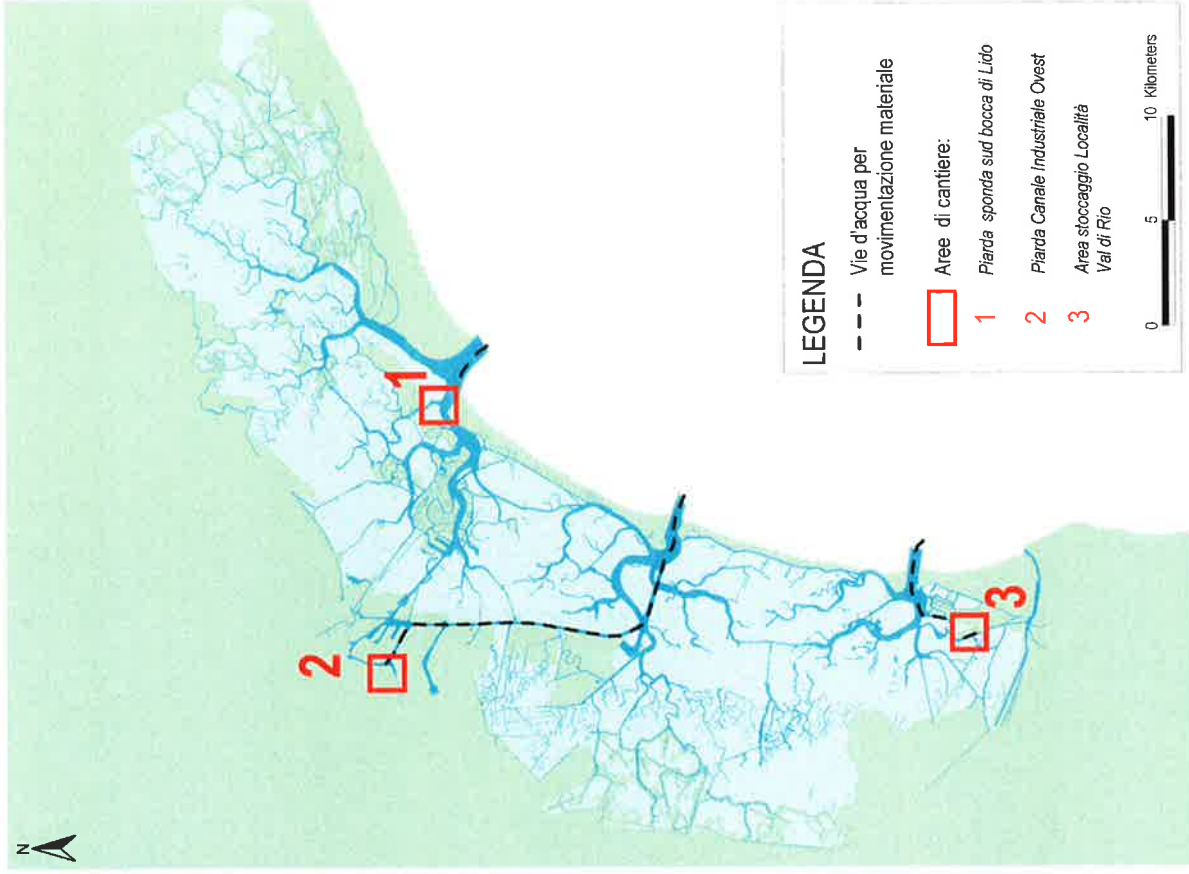 N
1
2
3
LEGENDA
Vie d'acqua per
movimentazione materiale
Aree di cantiere:
1 Piarda sponda sud bocca di Lido
2 Piarda Canale Industriale Ovest
3 Area stoccaggio Località
Val di Rio
0 5 10 Kilometers